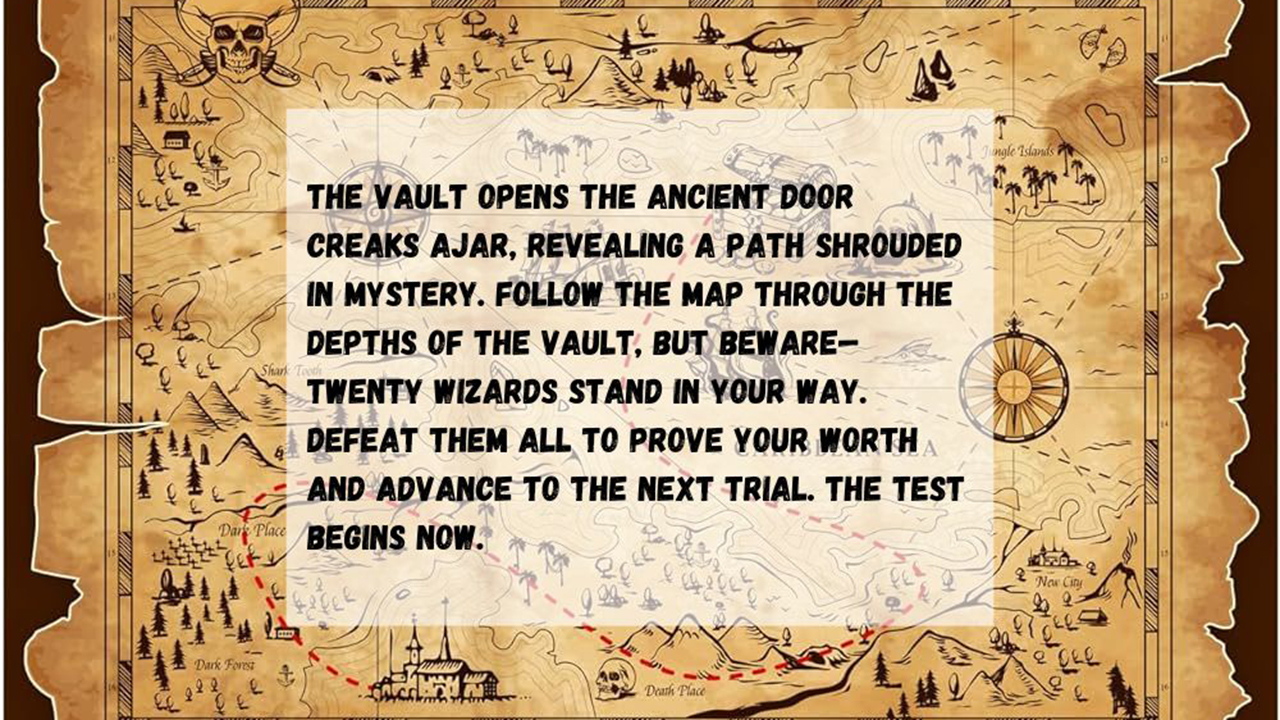 Jungle Islands
THE VAULT OPENS THE ANCIENT DOOR
CREAKS AJAR, REVEALING A PATH SHROUDED
IN MYSTERY. FOLLOW THE MAP THROUGH THE
DEPTHS OF THE VAULT, BUT BEWARE—
TWENTY WIZARDS STAND IN YOUR WAY.
DEFEAT THEM ALL TO PROVE YOUR WORTH
AND ADVANCE TO THE NEXT TRIAL. THE TEST
BEGINS NOW.
Shark Tooth
CARIBBEAN SEA
Dark Place
New City
Dark Forest
Death Place